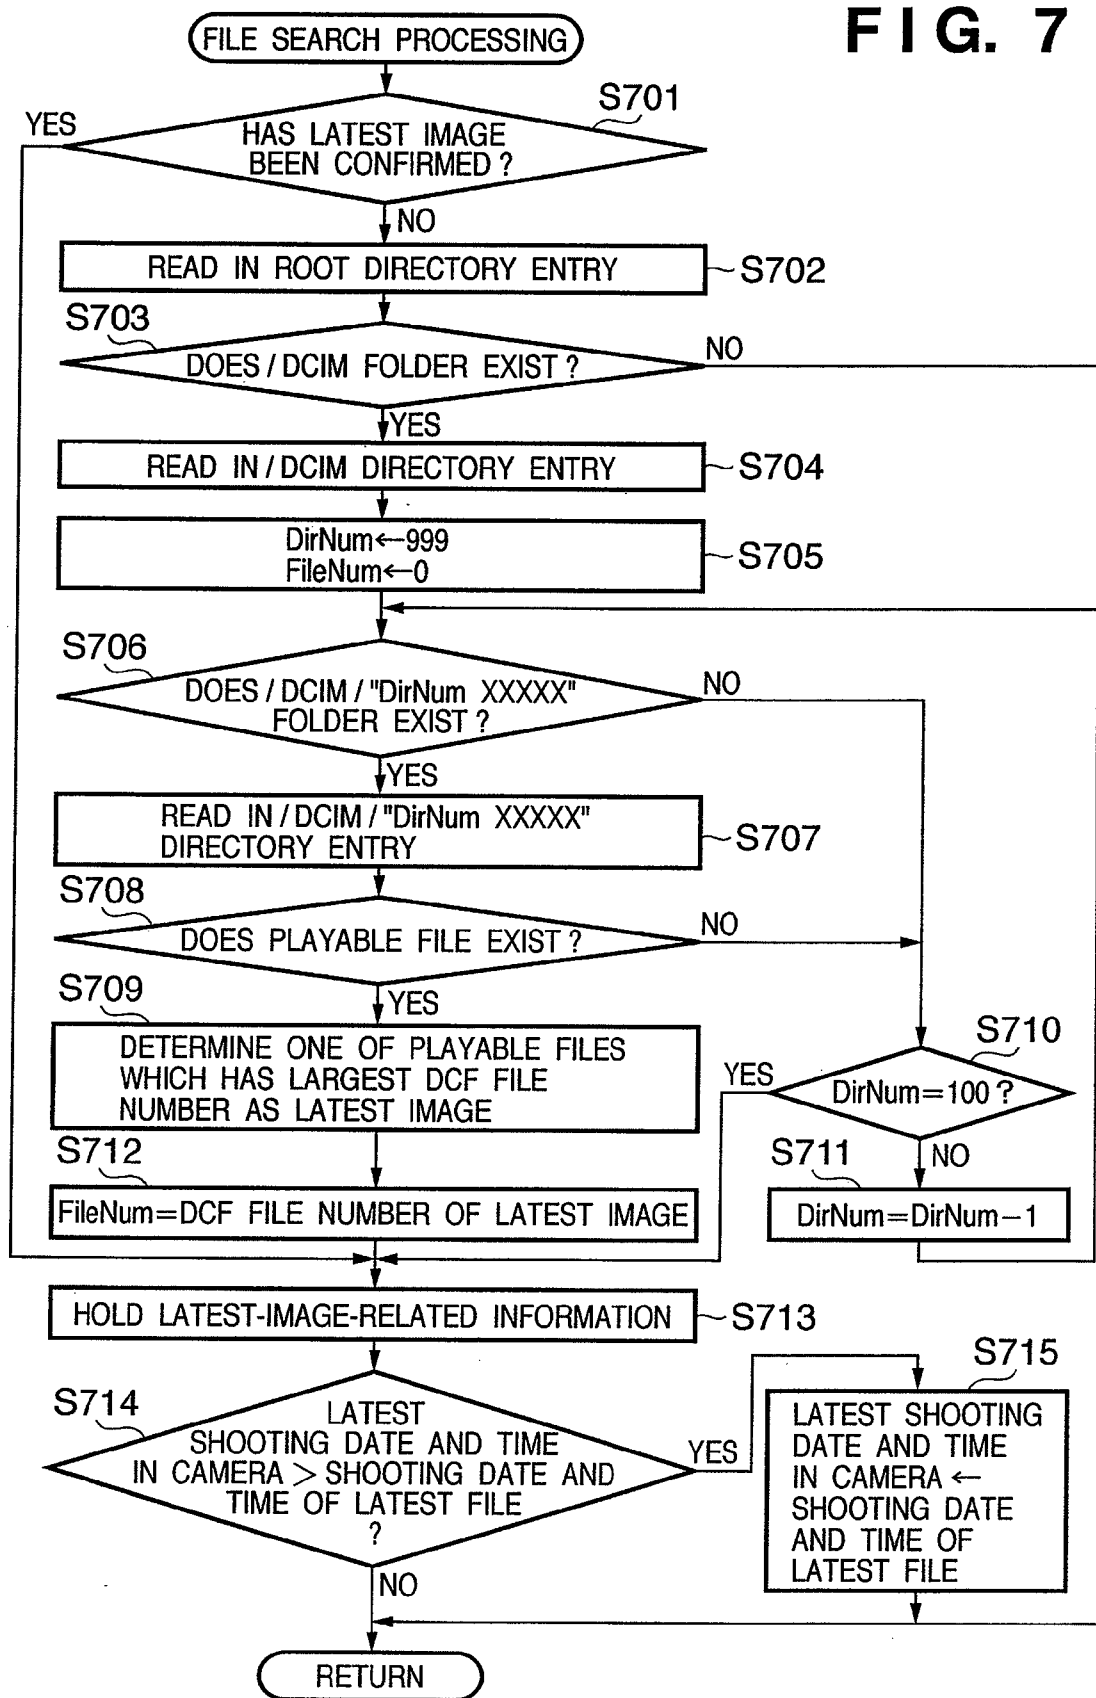 FIG. 7
FILE SEARCH PROCESSING
S701
YES
HAS LATEST IMAGE
BEEN CONFIRMED ?
NO
READ IN ROOT DIRECTORY ENTRY
S702
S703
DOES / DCIM FOLDER EXIST ?
NO
YES
READ IN / DCIM DIRECTORY ENTRY
S704
DirNum←999
FileNum←0
S705
S706
DOES / DCIM / "DirNum XXXXX"
FOLDER EXIST ?
NO
YES
READ IN / DCIM / "DirNum XXXXX"
DIRECTORY ENTRY
S707
S708
DOES PLAYABLE FILE EXIST ?
NO
YES
S709
DETERMINE ONE OF PLAYABLE FILES
WHICH HAS LARGEST DCF FILE
NUMBER AS LATEST IMAGE
S710
YES
DirNum=100 ?
NO
S711
DirNum=DirNum−1
S712
FileNum=DCF FILE NUMBER OF LATEST IMAGE
HOLD LATEST-IMAGE-RELATED INFORMATION
S713
S714
LATEST
SHOOTING DATE AND TIME
IN CAMERA > SHOOTING DATE AND
TIME OF LATEST FILE
?
YES
NO
S715
LATEST SHOOTING
DATE AND TIME
IN CAMERA ←
SHOOTING DATE
AND TIME OF
LATEST FILE
RETURN